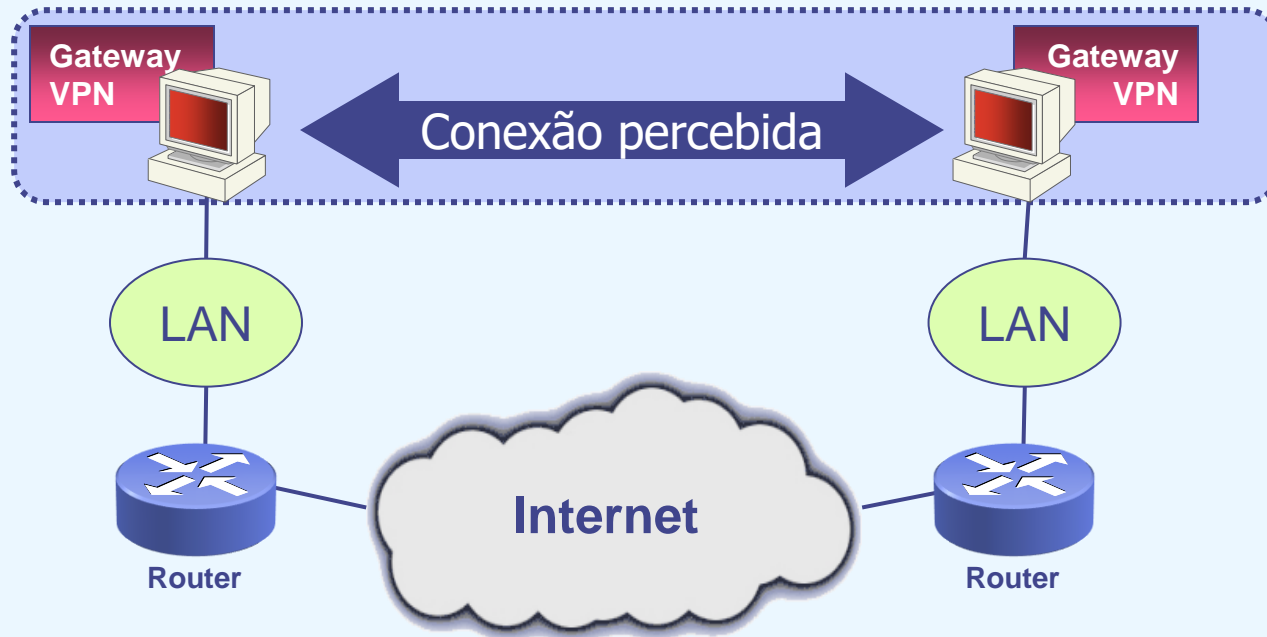 Gateway
VPN
Conexão percebida
Gateway
VPN
LAN
LAN
Internet
Router
Router